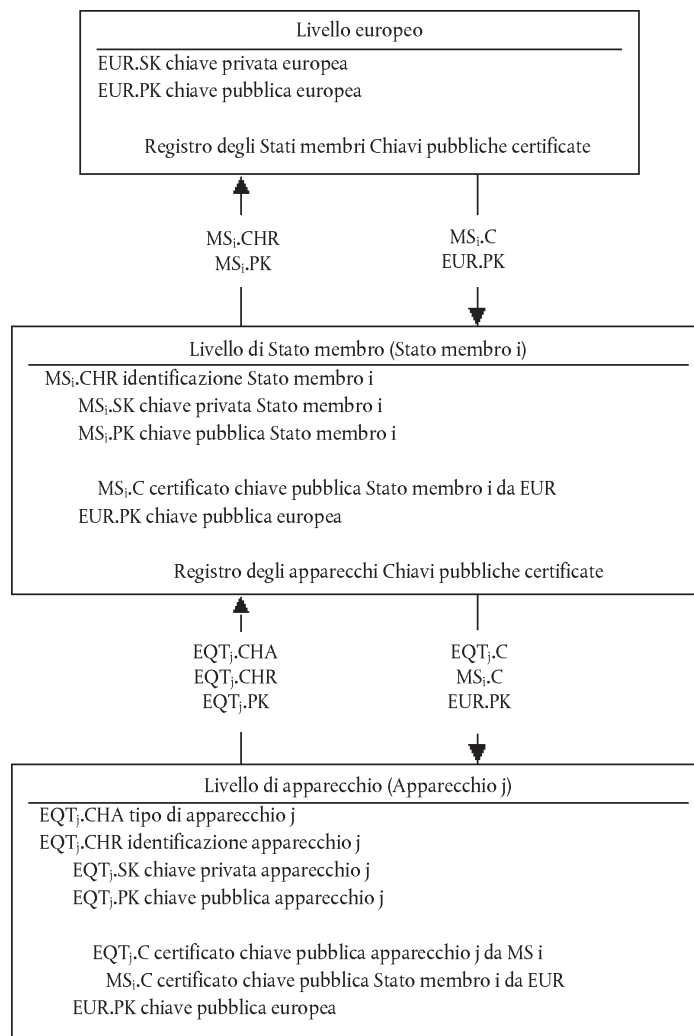 Livello europeo
EUR.SK chiave privata europea
EUR.PK chiave pubblica europea
Registro degli Stati membri Chiavi pubbliche certificate
MSᵢ.CHR
MSᵢ.PK
MSᵢ.C
EUR.PK
Livello di Stato membro (Stato membro i)
MSᵢ.CHR identificazione Stato membro i
MSᵢ.SK chiave privata Stato membro i
MSᵢ.PK chiave pubblica Stato membro i
MSᵢ.C certificato chiave pubblica Stato membro i da EUR
EUR.PK chiave pubblica europea
Registro degli apparecchi Chiavi pubbliche certificate
EQTⱼ.CHA
EQTⱼ.CHR
EQTⱼ.PK
EQTⱼ.C
MSᵢ.C
EUR.PK
Livello di apparecchio (Apparecchio j)
EQTⱼ.CHA tipo di apparecchio j
EQTⱼ.CHR identificazione apparecchio j
EQTⱼ.SK chiave privata apparecchio j
EQTⱼ.PK chiave pubblica apparecchio j
EQTⱼ.C certificato chiave pubblica apparecchio j da MS i
MSᵢ.C certificato chiave pubblica Stato membro i da EUR
EUR.PK chiave pubblica europea